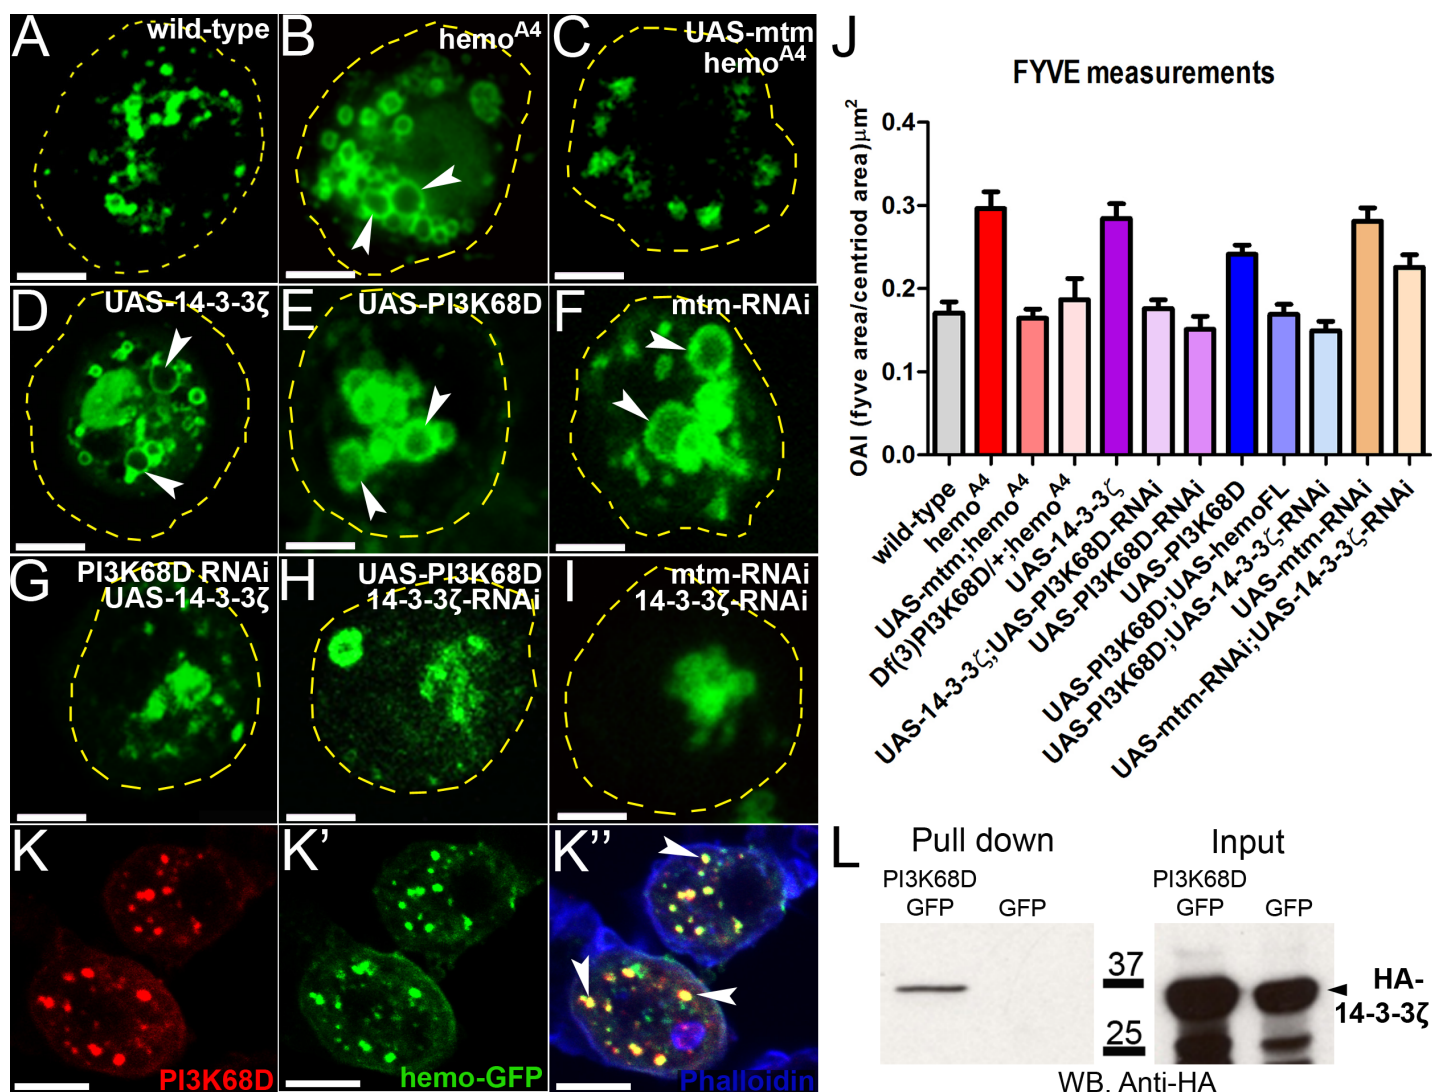 A
wild-type
B
hemo^A4
C
UAS-mtm
hemo^A4
D
UAS-14-3-3ζ
E
UAS-PI3K68D
F
mtm-RNAi
G
PI3K68D RNAi
UAS-14-3-3ζ
H
UAS-PI3K68D
14-3-3ζ-RNAi
I
mtm-RNAi
14-3-3ζ-RNAi
K
PI3K68D
K'
hemo-GFP
K''
Phalloidin
J
FYVE measurements
OAI (fyve area/centriod area)μm²
0.4
0.3
0.2
0.1
0.0
wild-type
hemo^A4
UAS-mtm;hemo^A4
Df(3)PI3K68D/+;hemo^A4
UAS-14-3-3ζ
UAS-14-3-3ζ;UAS-PI3K68D-RNAi
UAS-PI3K68D-RNAi
UAS-PI3K68D
UAS-PI3K68D;UAS-hemoFL
UAS-PI3K68D;UAS-14-3-3ζ-RNAi
UAS-mtm-RNAi
UAS-mtm-RNAi;UAS-14-3-3ζ-RNAi
L
Pull down
Input
PI3K68D
GFP
GFP
PI3K68D
GFP
GFP
37
25
HA-
14-3-3ζ
WB. Anti-HA